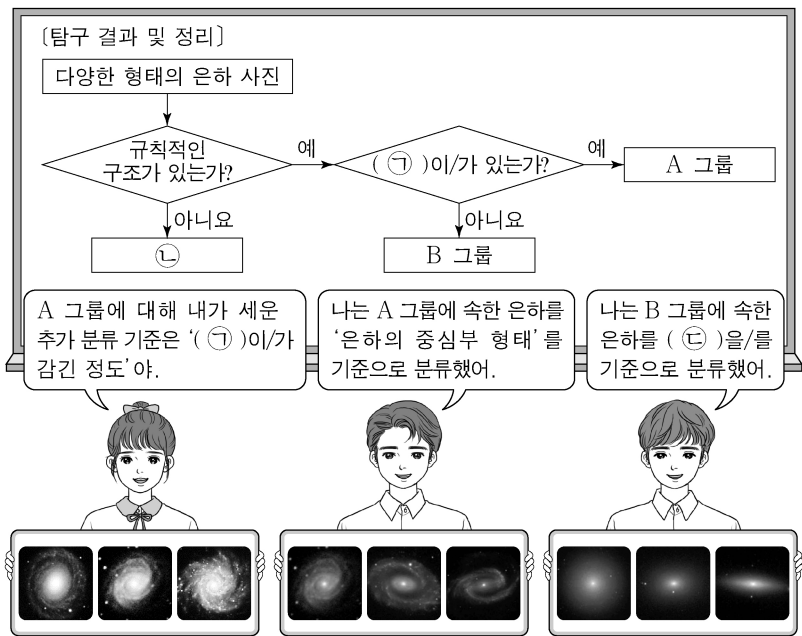 〔탐구 결과 및 정리〕
다양한 형태의 은하 사진
규칙적인
구조가 있는가?
예
( ㉠ )이/가 있는가?
예
A 그룹
아니요
아니요
㉡
B 그룹
A 그룹에 대해 내가 세운
추가 분류 기준은 ‘( ㉠ )이/가
감긴 정도’야.
나는 A 그룹에 속한 은하를
‘은하의 중심부 형태’를
기준으로 분류했어.
나는 B 그룹에 속한
은하를 ( ㉢ )을/를
기준으로 분류했어.